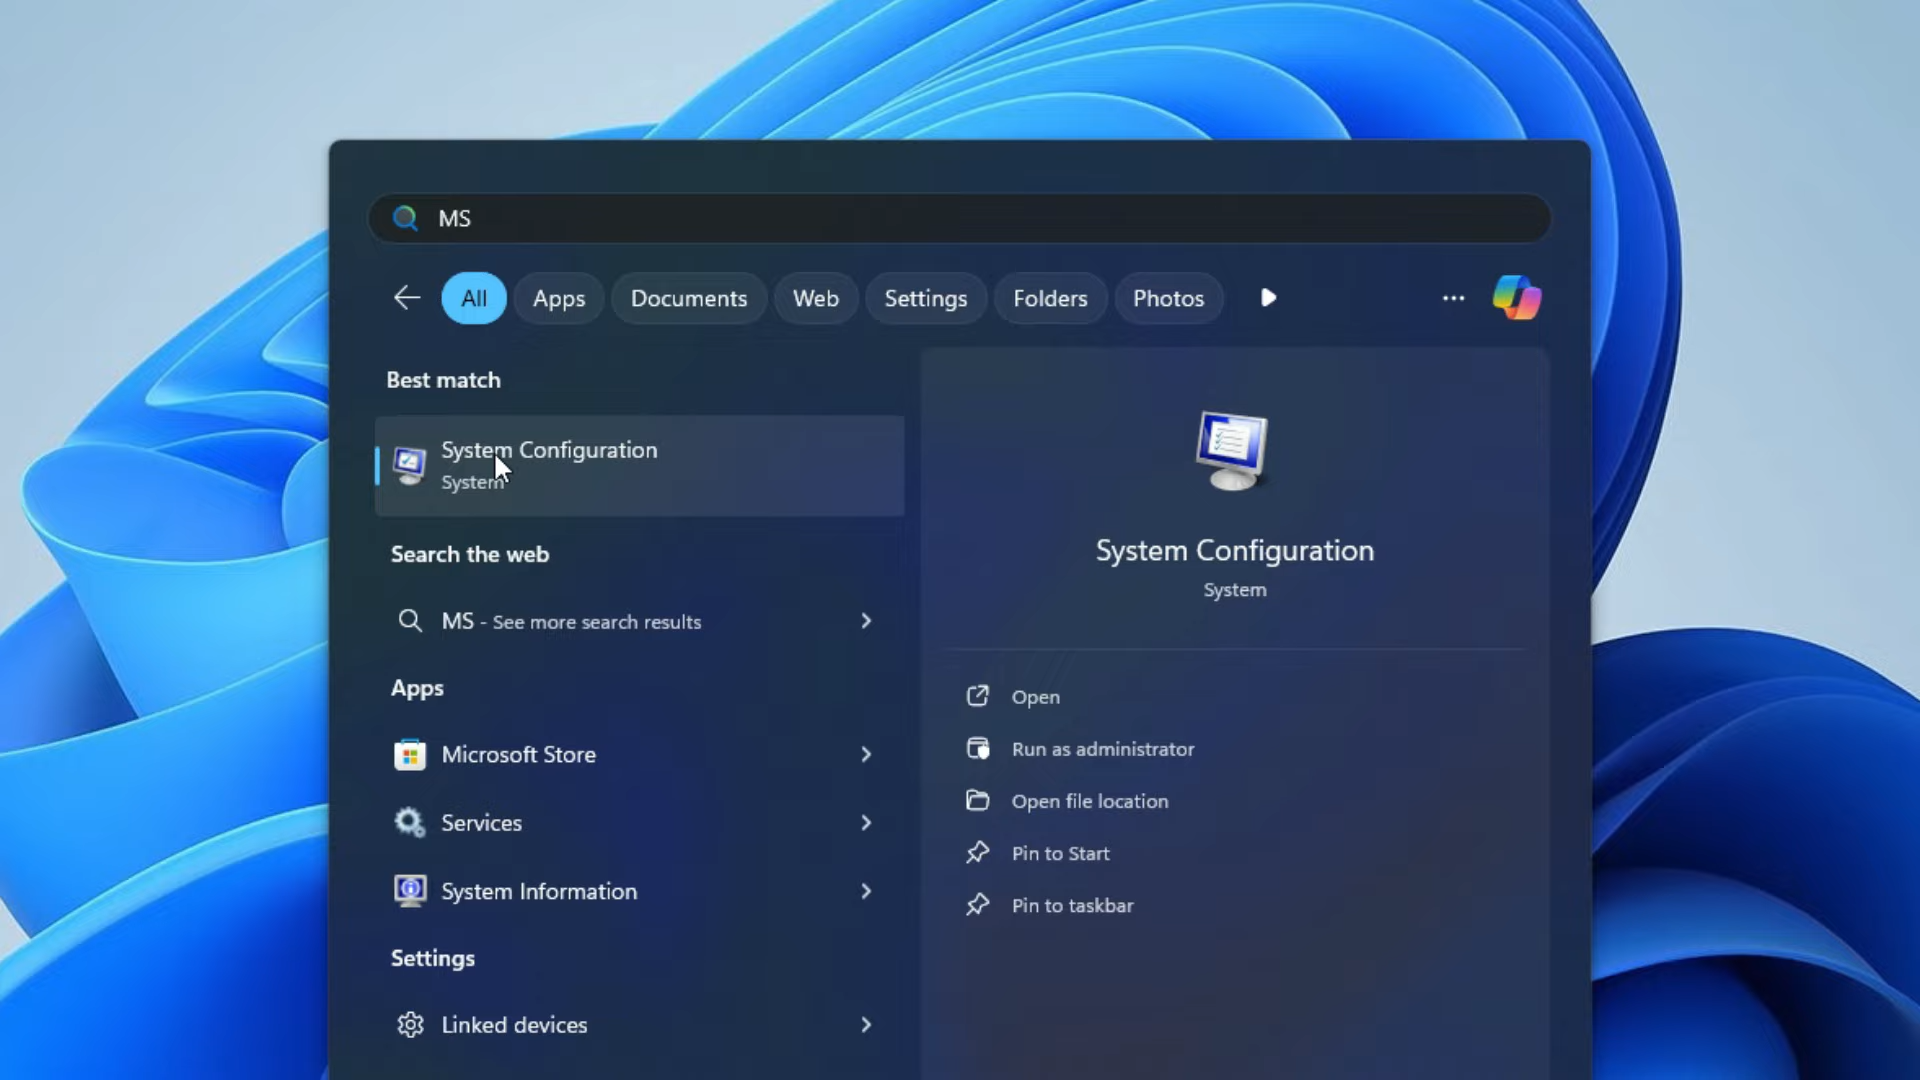 MS
All Apps Documents Web Settings Folders Photos
Best match
System Configuration
System
Search the web
MS - See more search results
Apps
Microsoft Store
Services
System Information
Settings
Linked devices
System Configuration
System
Open
Run as administrator
Open file location
Pin to Start
Pin to taskbar